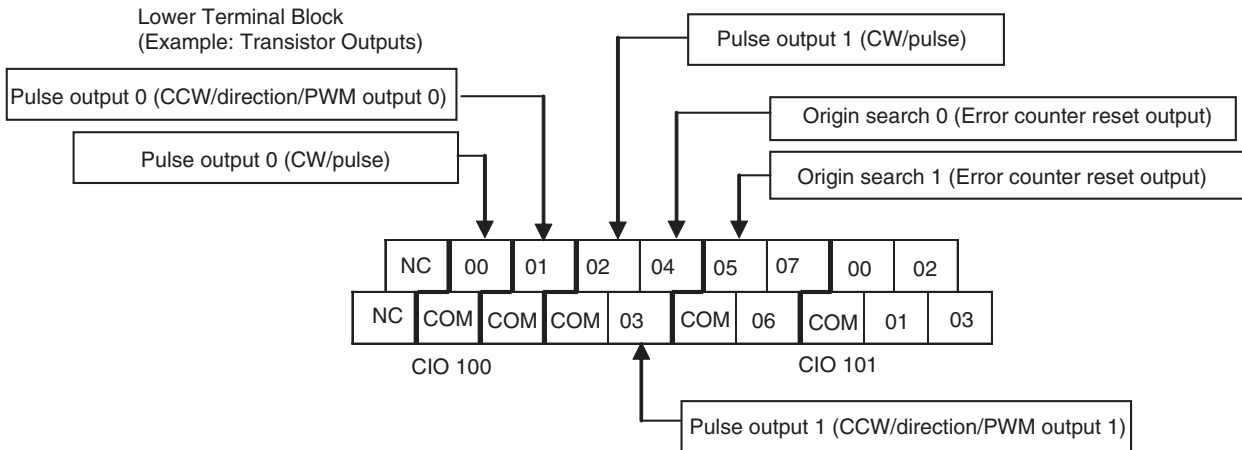 Lower Terminal Block
(Example: Transistor Outputs)
Pulse output 1 (CW/pulse)
Pulse output 0 (CCW/direction/PWM output 0)
Origin search 0 (Error counter reset output)
Pulse output 0 (CW/pulse)
Origin search 1 (Error counter reset output)
NC 00 01 02 04 05 07 00 02
NC COM COM COM 03 COM 06 COM 01 03
CIO 100 CIO 101
Pulse output 1 (CCW/direction/PWM output 1)